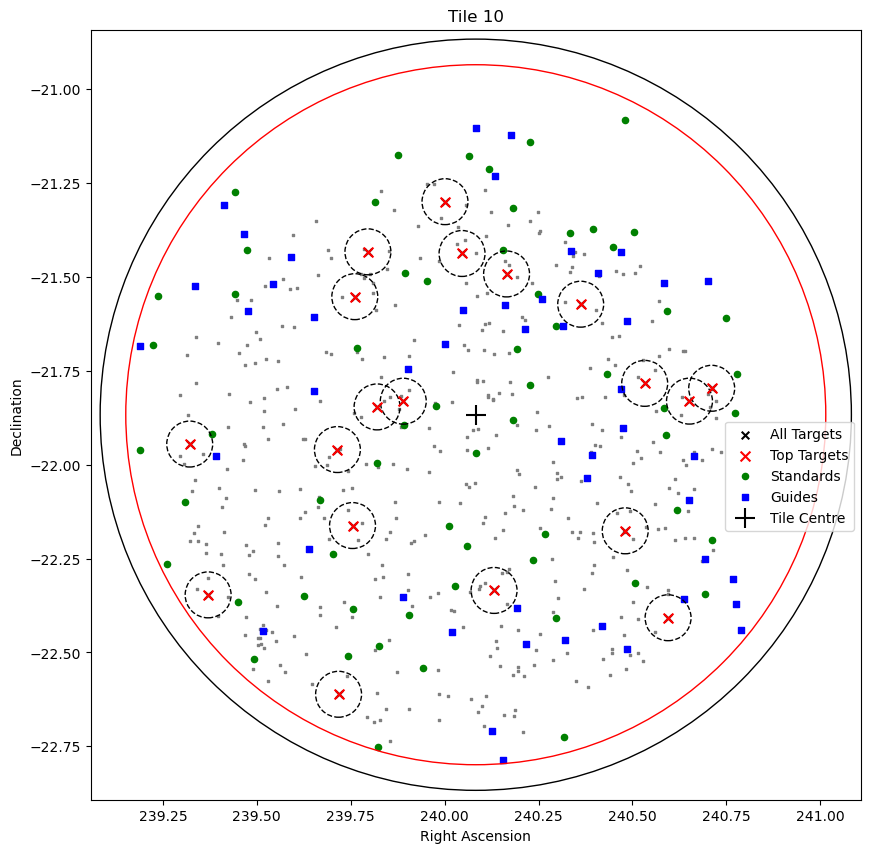 Tile 10
Declination
−21.00
−21.25
−21.50
−21.75
−22.00
−22.25
−22.50
−22.75
All Targets
Top Targets
Standards
Guides
Tile Centre
239.25 239.50 239.75 240.00 240.25 240.50 240.75 241.00
Right Ascension